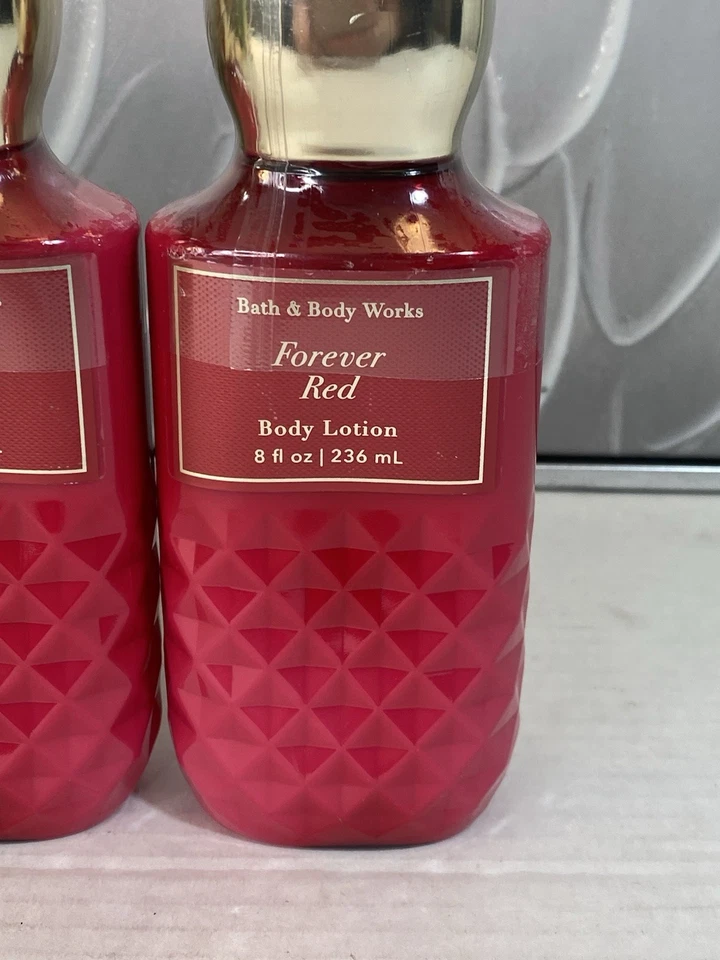 Bath & Body Works
Forever
Red
Body Lotion
8 fl oz | 236 mL